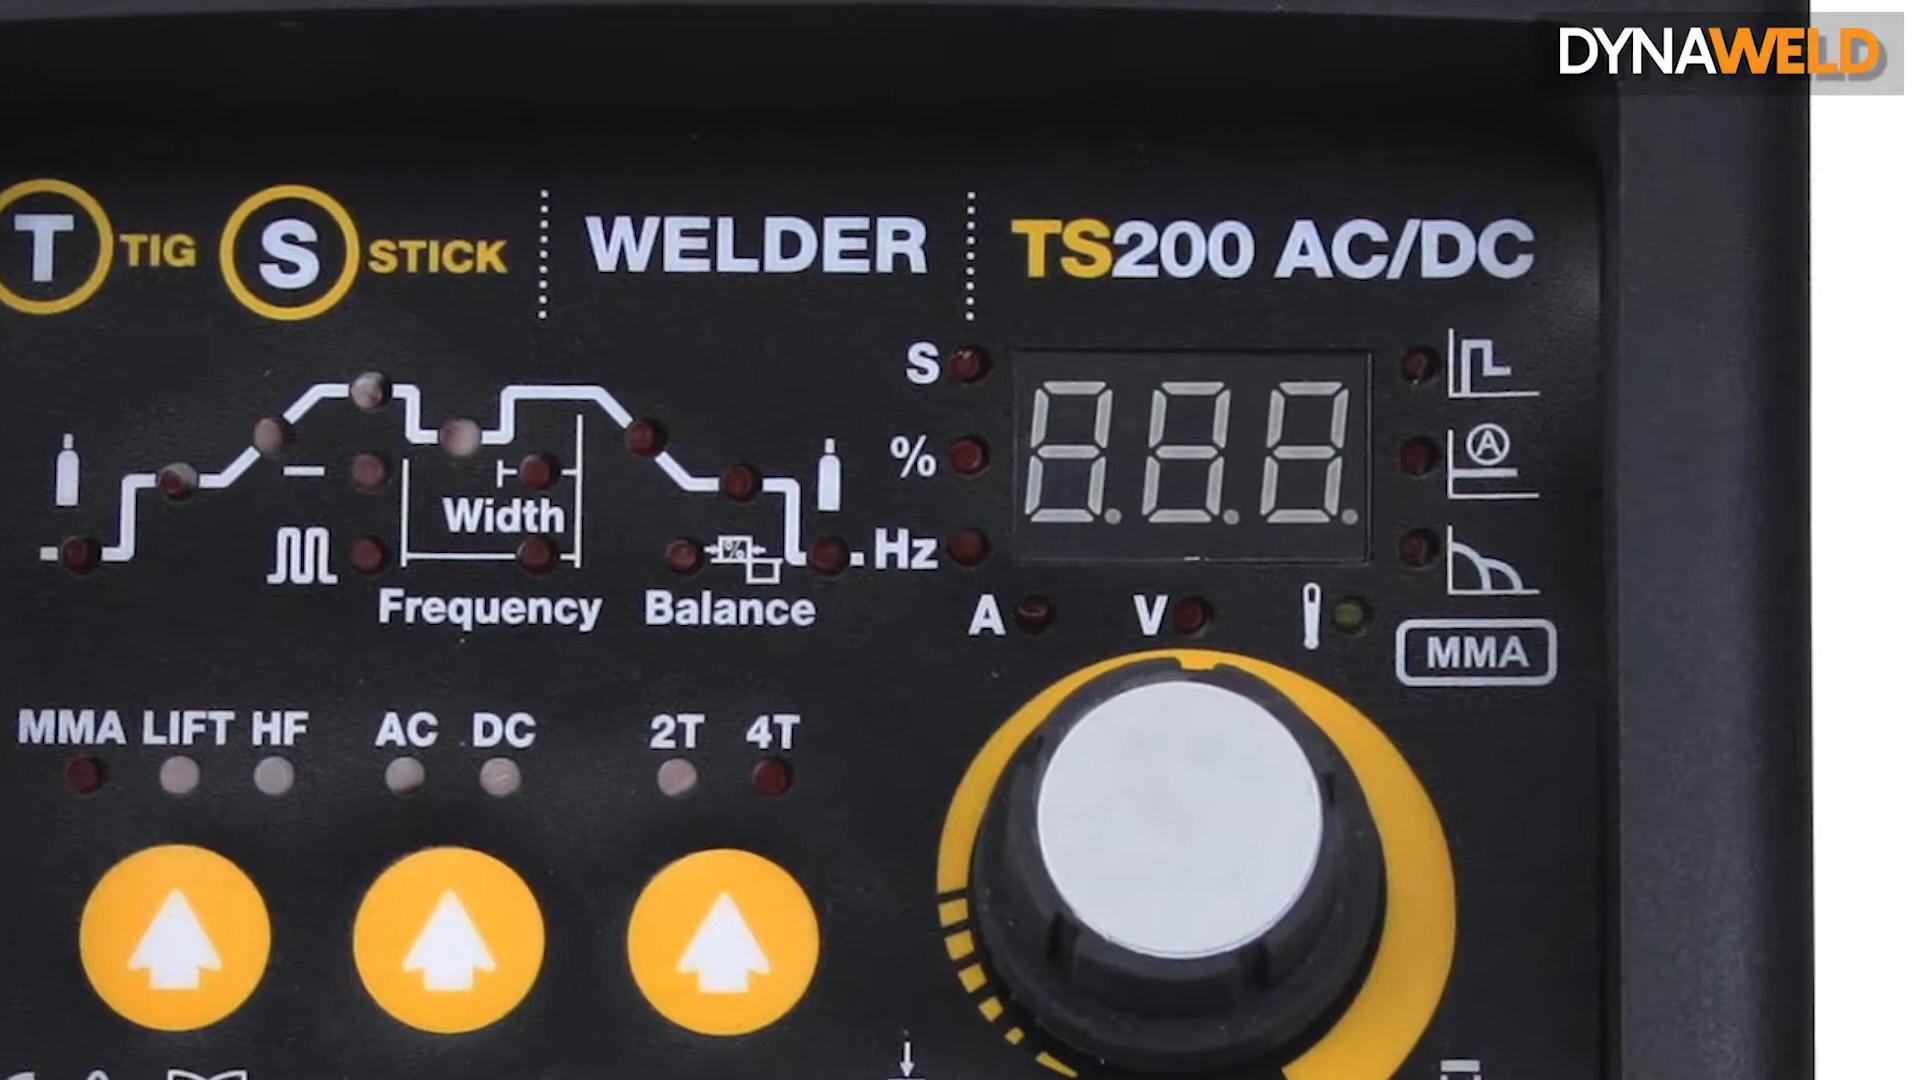 DYNAWELD
T TIG S STICK WELDER TS200 AC/DC
S
%
Hz
A V
A
Width
%
Frequency Balance
MMA
MMA LIFT HF AC DC 2T 4T